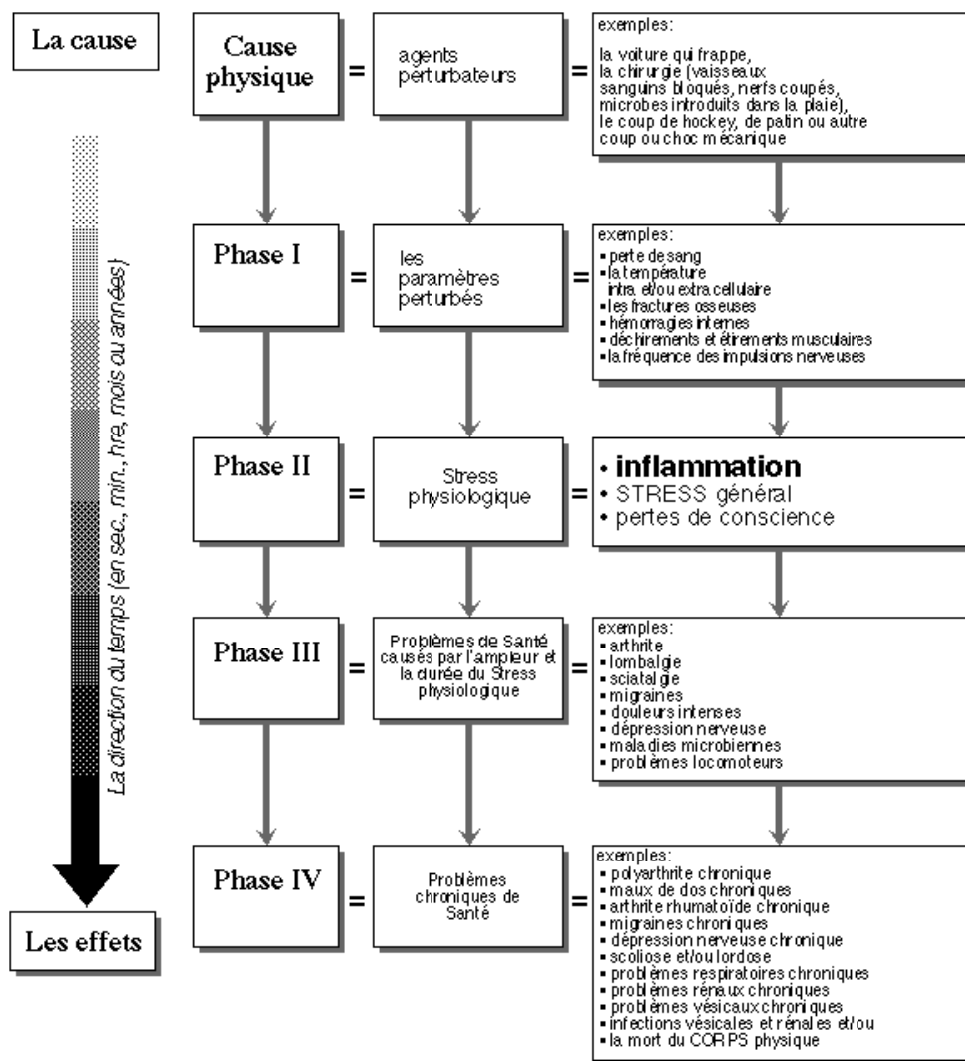 La cause
Cause
physique
=
agents
perturbateurs
=
exemples:
la voiture qui frappe,
la chirurgie (vaisseaux
sanguins bloqués, nerfs coupés,
microbes introduits dans la plaie),
le coup de hockey, de patin ou autre
coup ou choc mécanique
La direction du temps (en sec., min., hre, mois ou années)
Phase I
=
les
paramètres
perturbés
=
exemples:
▪ perte de sang
▪ la température
intra et/ou extracellulaire
▪ les fractures osseuses
▪ hémorragies internes
▪ déchirements et étirements musculaires
▪ la fréquence des impulsions nerveuses
Phase II
=
Stress
physiologique
=
• inflammation
• STRESS général
• pertes de conscience
Phase III
=
Problèmes de Santé
causés par l'ampleur et
la durée du Stress
physiologique
=
exemples:
▪ arthrite
▪ lombalgie
▪ sciatalgie
▪ migraines
▪ douleurs intenses
▪ dépression nerveuse
▪ maladies microbiennes
▪ problèmes locomoteurs
Phase IV
=
Problèmes
chroniques de
Santé
=
exemples:
▪ polyarthrite chronique
▪ maux de dos chroniques
▪ arthrite rhumatoïde chronique
▪ migraines chroniques
▪ dépression nerveuse chronique
▪ scoliose et/ou lordose
▪ problèmes respiratoires chroniques
▪ problèmes rénaux chroniques
▪ problèmes vésicaux chroniques
▪ infections vésicales et rénales et/ou
▪ la mort du CORPS physique
Les effets